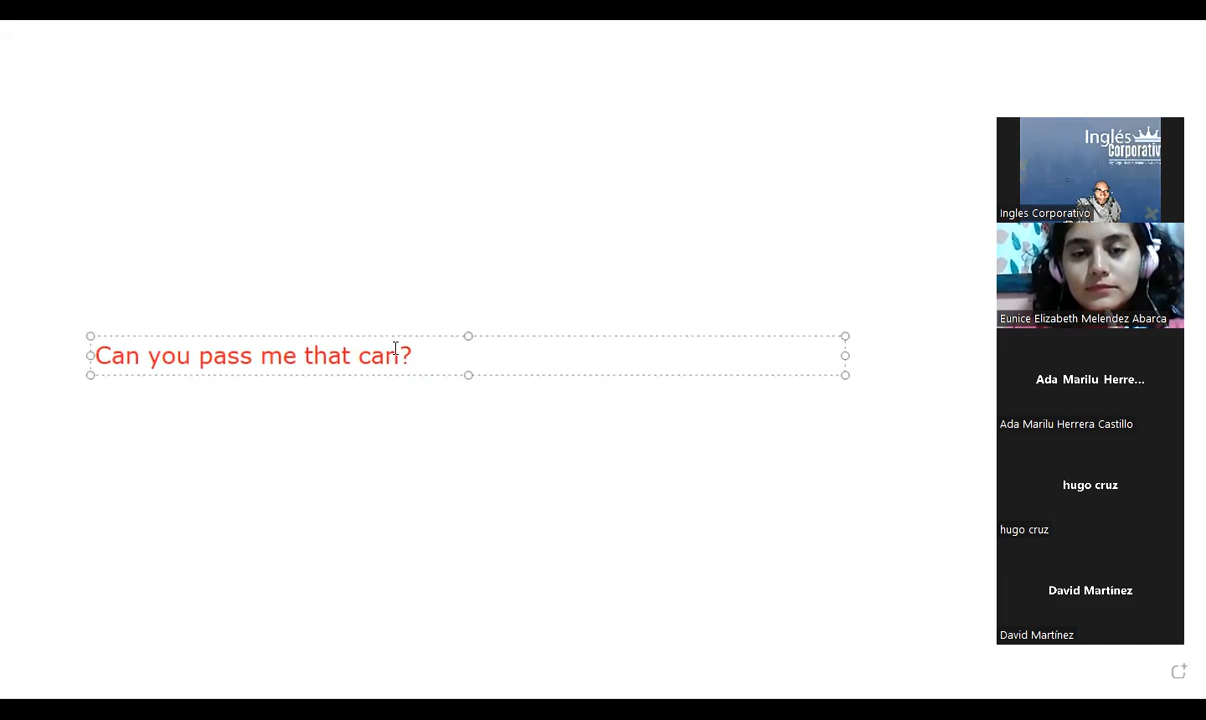 Can you pass me that can?
Inglés
Corporativo
Ingles Corporativo
Eunice Elizabeth Melendez Abarca
Ada Marilu Herre...
Ada Marilu Herrera Castillo
hugo cruz
hugo cruz
David Martínez
David Martínez